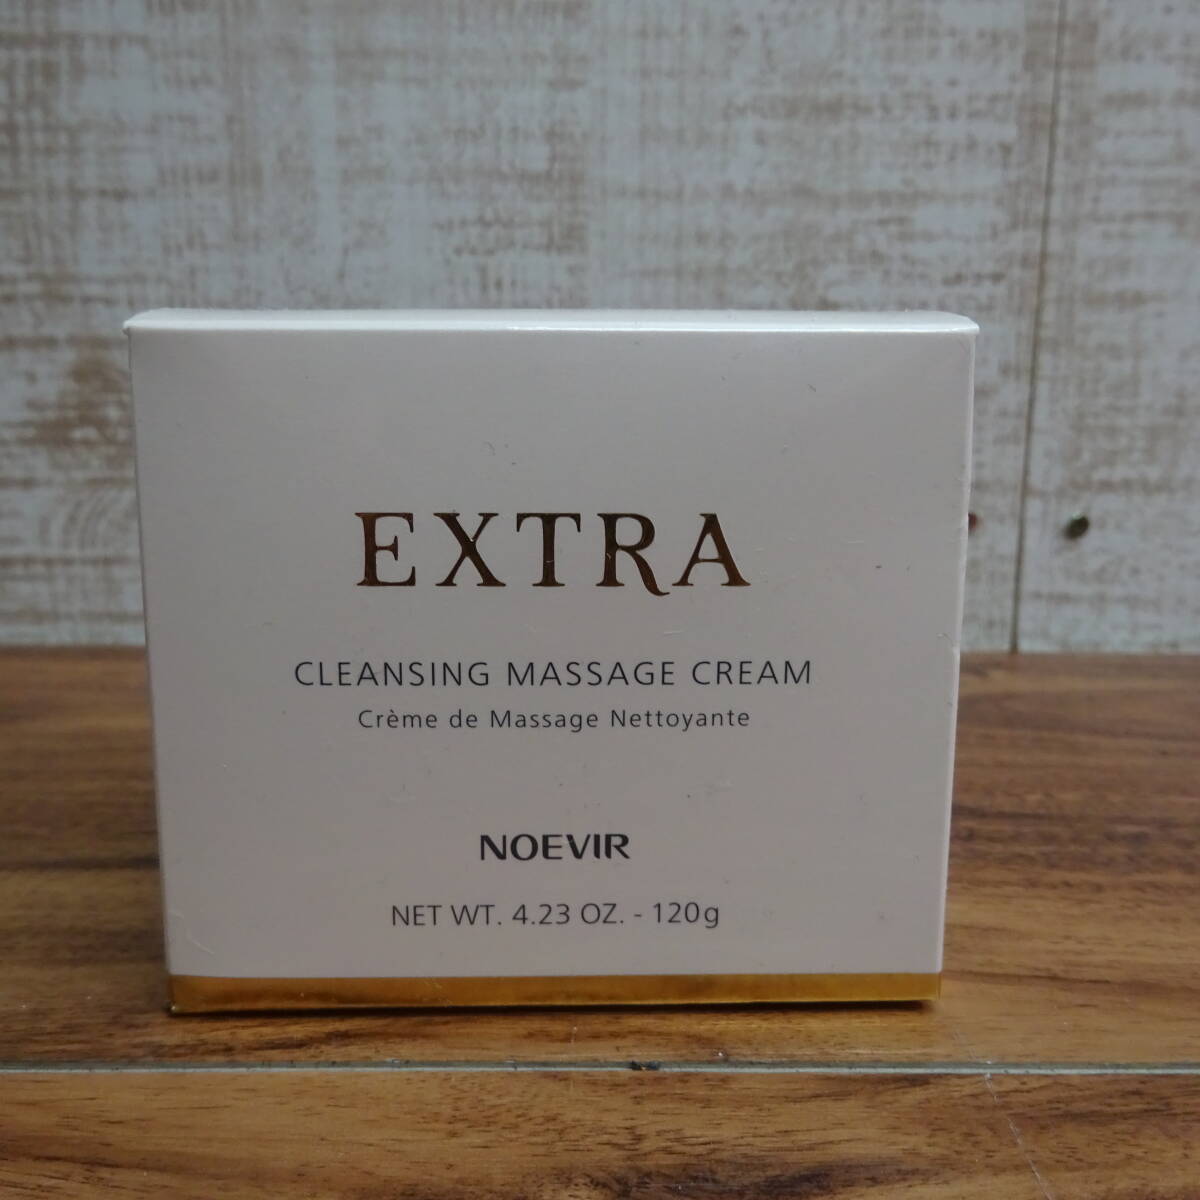 EXTRA
CLEANSING MASSAGE CREAM
Crème de Massage Nettoyante
NOEVIR
NET WT. 4.23 OZ. - 120g